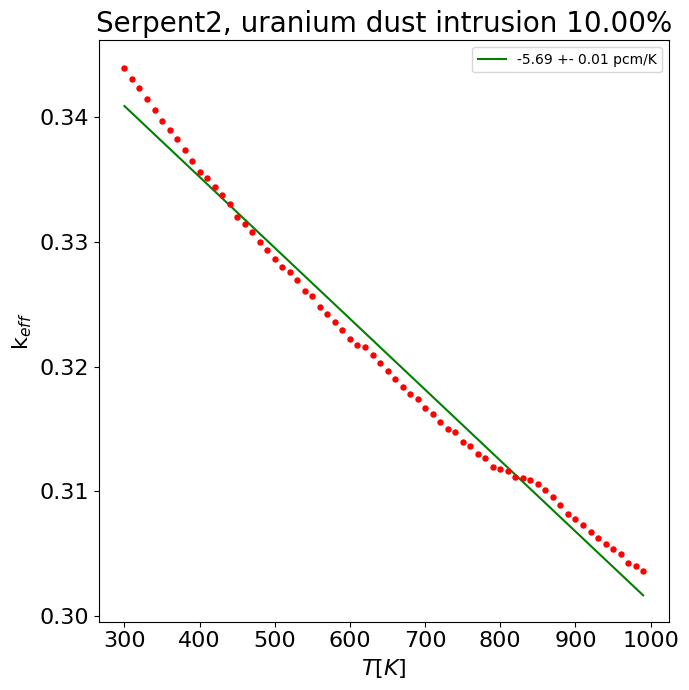 Serpent2, uranium dust intrusion 10.00%
-5.69 +- 0.01 pcm/K
0.34
0.33
0.32
0.31
0.30
k_eff
300 400 500 600 700 800 900 1000
T[K]